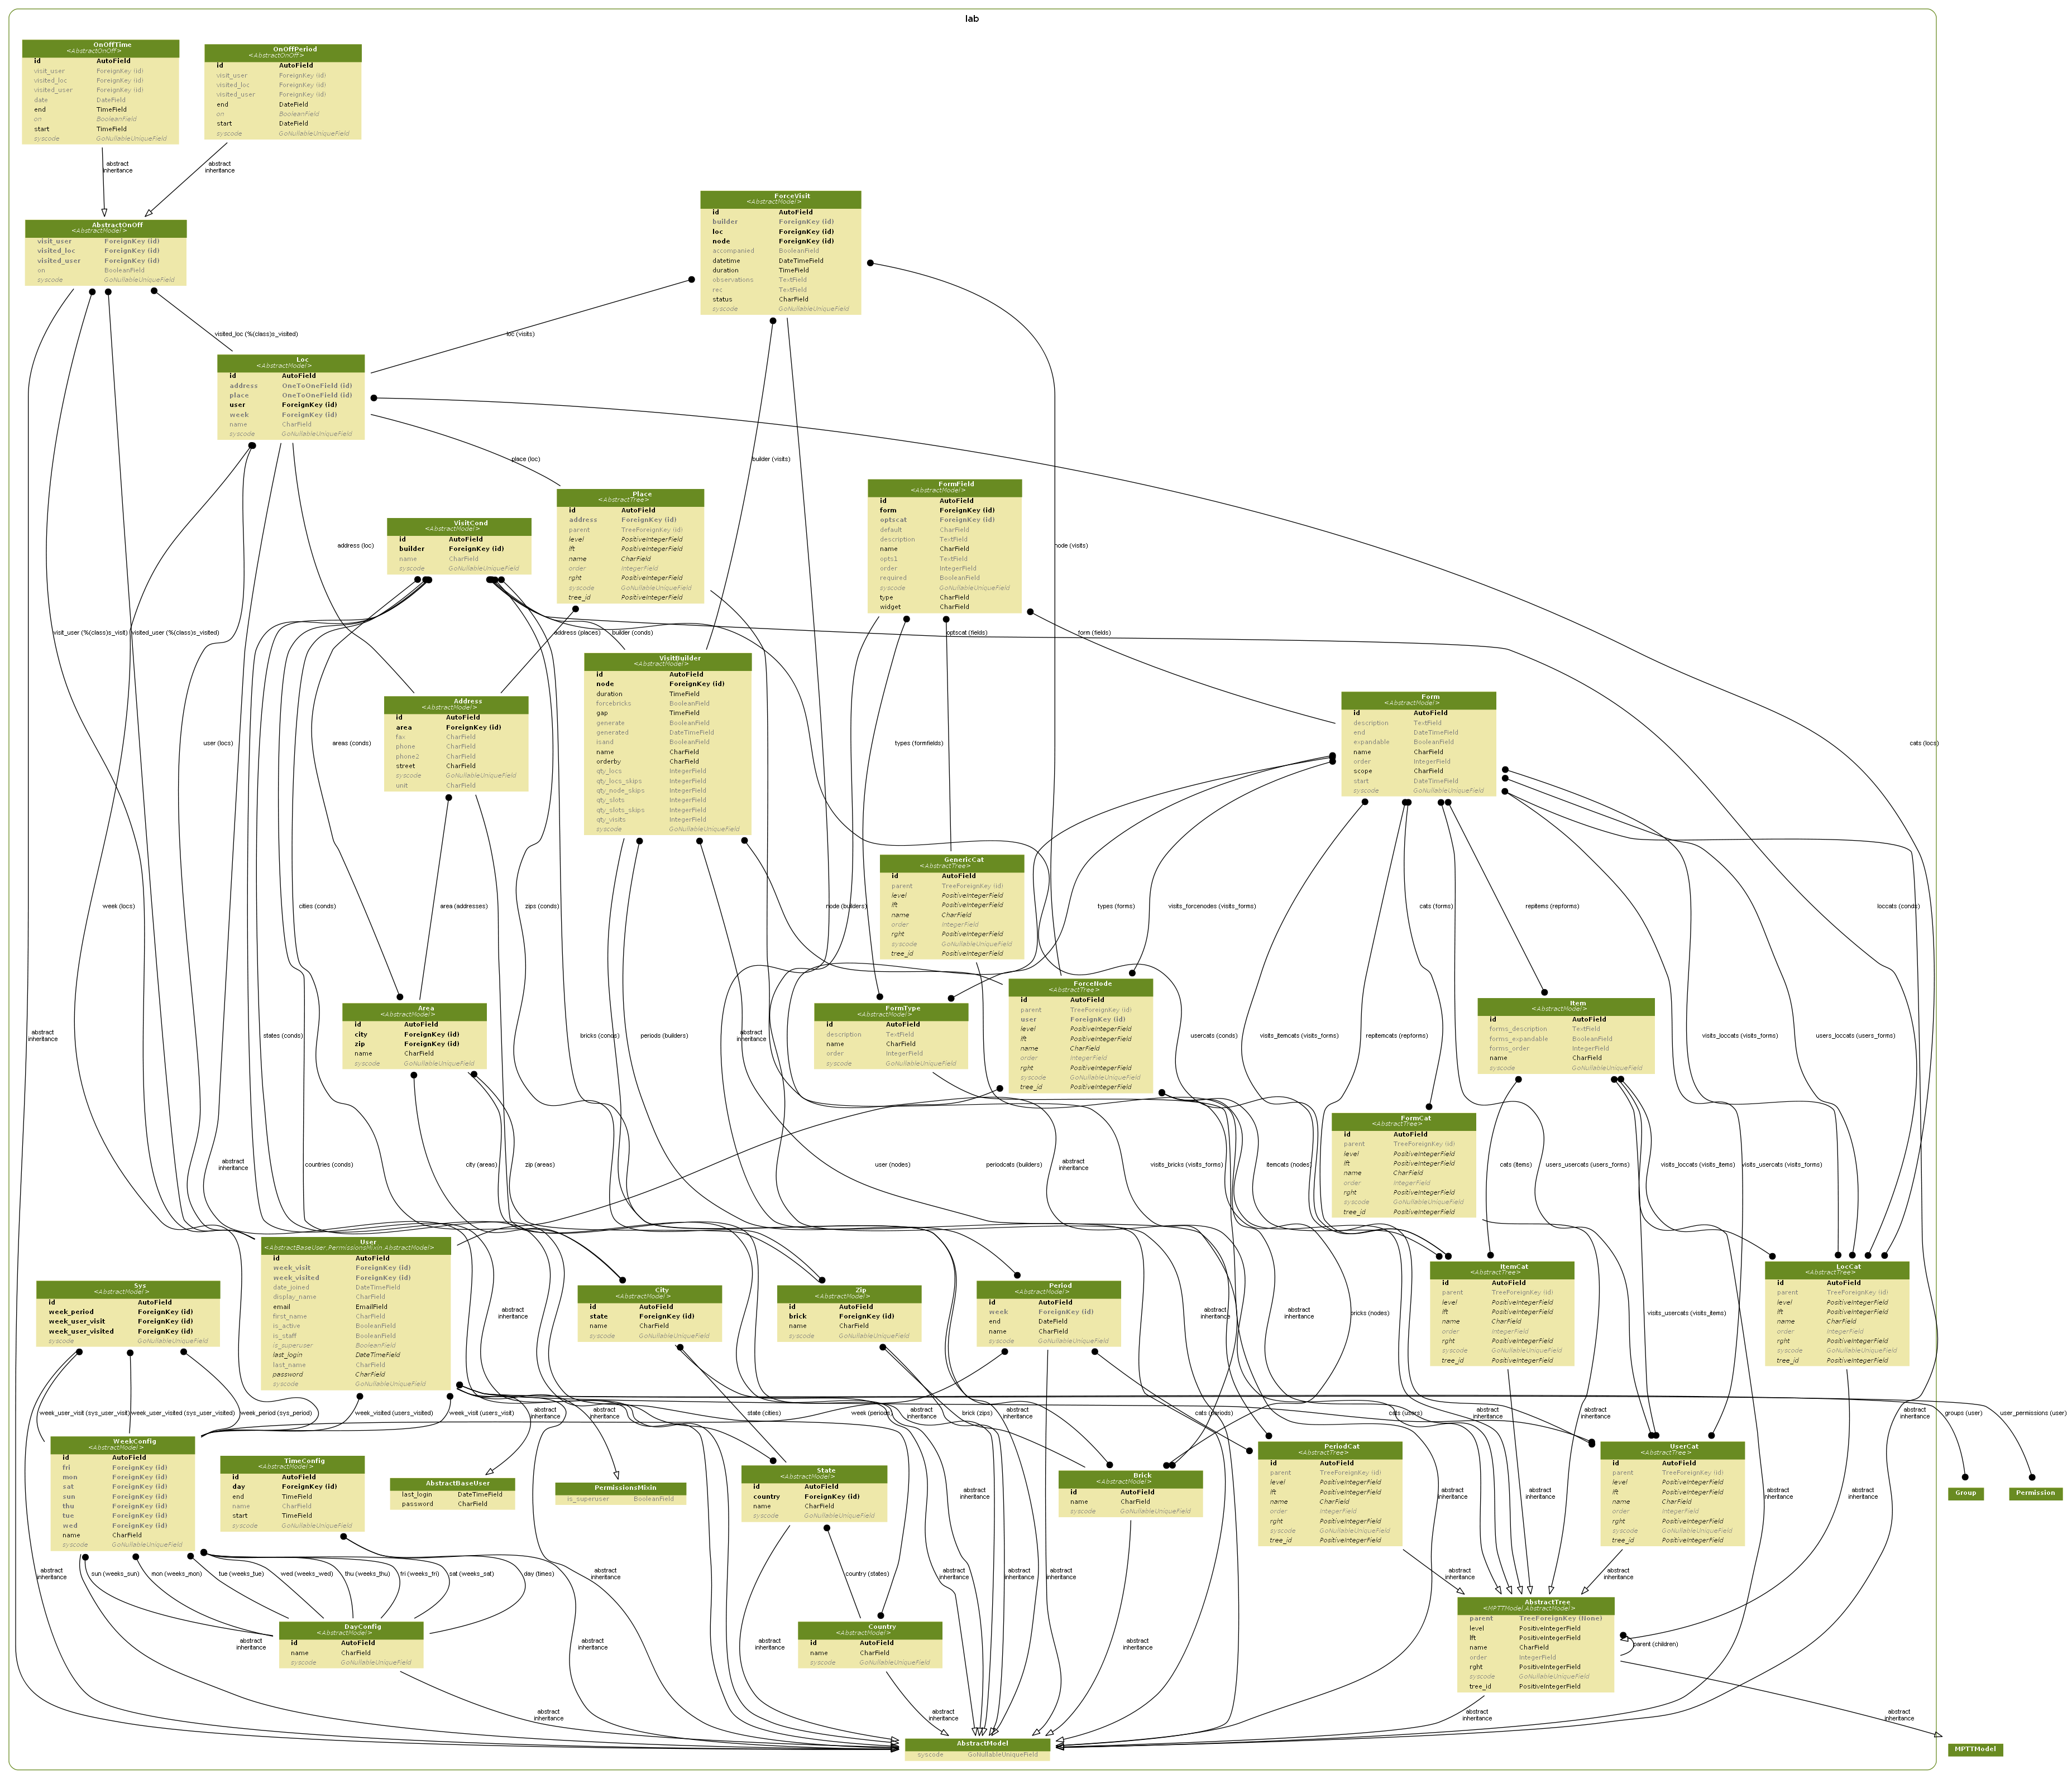 lab
OnOffTime
<AbstractOnOff>
id AutoField
visit_user ForeignKey (id)
visited_loc ForeignKey (id)
visited_user ForeignKey (id)
date DateField
end TimeField
on BooleanField
start TimeField
syscode GoNullableUniqueField
OnOffPeriod
<AbstractOnOff>
id AutoField
visit_user ForeignKey (id)
visited_loc ForeignKey (id)
visited_user ForeignKey (id)
end DateField
on BooleanField
start DateField
syscode GoNullableUniqueField
abstract
inheritance
abstract
inheritance
ForceVisit
<AbstractModel>
id AutoField
builder ForeignKey (id)
loc ForeignKey (id)
node ForeignKey (id)
accompanied BooleanField
datetime DateTimeField
duration TimeField
observations TextField
rec TextField
status CharField
syscode GoNullableUniqueField
AbstractOnOff
<AbstractModel>
visit_user ForeignKey (id)
visited_loc ForeignKey (id)
visited_user ForeignKey (id)
on BooleanField
syscode GoNullableUniqueField
visited_loc (%(class)s_visited)
loc (visits)
Loc
<AbstractModel>
id AutoField
address OneToOneField (id)
place OneToOneField (id)
user ForeignKey (id)
week ForeignKey (id)
name CharField
syscode GoNullableUniqueField
place (loc)
builder (visits)
Place
<AbstractTree>
id AutoField
address ForeignKey (id)
parent TreeForeignKey (id)
level PositiveIntegerField
lft PositiveIntegerField
name CharField
order IntegerField
rght PositiveIntegerField
syscode GoNullableUniqueField
tree_id PositiveIntegerField
FormField
<AbstractModel>
id AutoField
form ForeignKey (id)
optscat ForeignKey (id)
default CharField
description TextField
name CharField
opts1 TextField
order IntegerField
required BooleanField
syscode GoNullableUniqueField
type CharField
widget CharField
VisitCond
<AbstractModel>
id AutoField
builder ForeignKey (id)
name CharField
syscode GoNullableUniqueField
address (loc)
node (visits)
visit_user (%(class)s_visit)
visited_user (%(class)s_visited)
address (places)
builder (conds)
optscat (fields)
form (fields)
VisitBuilder
<AbstractModel>
id AutoField
node ForeignKey (id)
duration TimeField
forcebricks BooleanField
gap TimeField
generate BooleanField
generated DateTimeField
isand BooleanField
name CharField
orderby CharField
qty_locs IntegerField
qty_locs_skips IntegerField
qty_node_skips IntegerField
qty_slots IntegerField
qty_slots_skips IntegerField
qty_visits IntegerField
syscode GoNullableUniqueField
Address
<AbstractModel>
id AutoField
area ForeignKey (id)
fax CharField
phone CharField
phone2 CharField
street CharField
syscode GoNullableUniqueField
unit CharField
Form
<AbstractModel>
id AutoField
description TextField
end DateTimeField
expandable BooleanField
name CharField
order IntegerField
scope CharField
start DateTimeField
syscode GoNullableUniqueField
user (locs)
areas (conds)
types (formfields)
cats (locs)
GenericCat
<AbstractTree>
id AutoField
parent TreeForeignKey (id)
level PositiveIntegerField
lft PositiveIntegerField
name CharField
order IntegerField
rght PositiveIntegerField
syscode GoNullableUniqueField
tree_id PositiveIntegerField
week (locs)
cities (conds)
area (addresses)
zips (conds)
node (builders)
types (forms)
visits_forcenodes (visits_forms)
cats (forms)
repitems (repforms)
loccats (conds)
Area
<AbstractModel>
id AutoField
city ForeignKey (id)
zip ForeignKey (id)
name CharField
syscode GoNullableUniqueField
FormType
<AbstractModel>
id AutoField
description TextField
name CharField
order IntegerField
syscode GoNullableUniqueField
ForceNode
<AbstractTree>
id AutoField
parent TreeForeignKey (id)
user ForeignKey (id)
level PositiveIntegerField
lft PositiveIntegerField
name CharField
order IntegerField
rght PositiveIntegerField
syscode GoNullableUniqueField
tree_id PositiveIntegerField
Item
<AbstractModel>
id AutoField
forms_description TextField
forms_expandable BooleanField
forms_order IntegerField
name CharField
syscode GoNullableUniqueField
abstract
inheritance
states (conds)
bricks (conds)
periods (builders)
abstract
inheritance
usercats (conds)
visits_itemcats (visits_forms)
repitemcats (repforms)
visits_loccats (visits_forms)
users_loccats (users_forms)
FormCat
<AbstractTree>
id AutoField
parent TreeForeignKey (id)
level PositiveIntegerField
lft PositiveIntegerField
name CharField
order IntegerField
rght PositiveIntegerField
syscode GoNullableUniqueField
tree_id PositiveIntegerField
abstract
inheritance
countries (conds)
city (areas)
zip (areas)
user (nodes)
periodcats (builders)
abstract
inheritance
visits_bricks (visits_forms)
itemcats (nodes)
cats (items)
users_usercats (users_forms)
visits_loccats (visits_items)
visits_usercats (visits_forms)
User
<AbstractBaseUser,PermissionsMixin,AbstractModel>
id AutoField
week_visit ForeignKey (id)
week_visited ForeignKey (id)
date_joined DateTimeField
display_name CharField
email EmailField
first_name CharField
is_active BooleanField
is_staff BooleanField
is_superuser BooleanField
last_login DateTimeField
last_name CharField
password CharField
syscode GoNullableUniqueField
Sys
<AbstractModel>
id AutoField
week_period ForeignKey (id)
week_user_visit ForeignKey (id)
week_user_visited ForeignKey (id)
syscode GoNullableUniqueField
abstract
inheritance
City
<AbstractModel>
id AutoField
state ForeignKey (id)
name CharField
syscode GoNullableUniqueField
Zip
<AbstractModel>
id AutoField
brick ForeignKey (id)
name CharField
syscode GoNullableUniqueField
Period
<AbstractModel>
id AutoField
week ForeignKey (id)
end DateField
name CharField
syscode GoNullableUniqueField
abstract
inheritance
abstract
inheritance
bricks (nodes)
ItemCat
<AbstractTree>
id AutoField
parent TreeForeignKey (id)
level PositiveIntegerField
lft PositiveIntegerField
name CharField
order IntegerField
rght PositiveIntegerField
syscode GoNullableUniqueField
tree_id PositiveIntegerField
visits_usercats (visits_items)
LocCat
<AbstractTree>
id AutoField
parent TreeForeignKey (id)
level PositiveIntegerField
lft PositiveIntegerField
name CharField
order IntegerField
rght PositiveIntegerField
syscode GoNullableUniqueField
tree_id PositiveIntegerField
week_user_visit (sys_user_visit)
week_user_visited (sys_user_visited)
week_period (sys_period)
week_visited (users_visited)
week_visit (users_visit)
abstract
inheritance
abstract
inheritance
state (cities)
week (periods)
abstract
inheritance
brick (zips)
abstract
inheritance
cats (periods)
cats (users)
abstract
inheritance
abstract
inheritance
abstract
inheritance
groups (user)
user_permissions (user)
WeekConfig
<AbstractModel>
id AutoField
fri ForeignKey (id)
mon ForeignKey (id)
sat ForeignKey (id)
sun ForeignKey (id)
thu ForeignKey (id)
tue ForeignKey (id)
wed ForeignKey (id)
name CharField
syscode GoNullableUniqueField
TimeConfig
<AbstractModel>
id AutoField
day ForeignKey (id)
end TimeField
name CharField
start TimeField
syscode GoNullableUniqueField
AbstractBaseUser
last_login DateTimeField
password CharField
PermissionsMixin
is_superuser BooleanField
State
<AbstractModel>
id AutoField
country ForeignKey (id)
name CharField
syscode GoNullableUniqueField
abstract
inheritance
Brick
<AbstractModel>
id AutoField
name CharField
syscode GoNullableUniqueField
PeriodCat
<AbstractTree>
id AutoField
parent TreeForeignKey (id)
level PositiveIntegerField
lft PositiveIntegerField
name CharField
order IntegerField
rght PositiveIntegerField
syscode GoNullableUniqueField
tree_id PositiveIntegerField
abstract
inheritance
UserCat
<AbstractTree>
id AutoField
parent TreeForeignKey (id)
level PositiveIntegerField
lft PositiveIntegerField
name CharField
order IntegerField
rght PositiveIntegerField
syscode GoNullableUniqueField
tree_id PositiveIntegerField
abstract
inheritance
abstract
inheritance
Group
Permission
abstract
inheritance
sun (weeks_sun)
mon (weeks_mon)
tue (weeks_tue)
wed (weeks_wed)
thu (weeks_thu)
fri (weeks_fri)
sat (weeks_sat)
day (times)
abstract
inheritance
country (states)
abstract
inheritance
abstract
inheritance
abstract
inheritance
abstract
inheritance
abstract
inheritance
DayConfig
<AbstractModel>
id AutoField
name CharField
syscode GoNullableUniqueField
abstract
inheritance
abstract
inheritance
abstract
inheritance
Country
<AbstractModel>
id AutoField
name CharField
syscode GoNullableUniqueField
abstract
inheritance
AbstractTree
<MPTTModel,AbstractModel>
parent TreeForeignKey (None)
level PositiveIntegerField
lft PositiveIntegerField
name CharField
order IntegerField
rght PositiveIntegerField
syscode GoNullableUniqueField
tree_id PositiveIntegerField
parent (children)
abstract
inheritance
abstract
inheritance
abstract
inheritance
abstract
inheritance
AbstractModel
syscode GoNullableUniqueField
MPTTModel